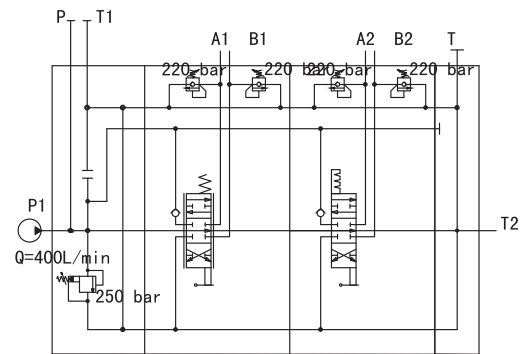 P T1
A1 B1 A2 B2 T
220 bar 220 bar 220 bar 220 bar
P1
T2
Q=400L/min
250 bar